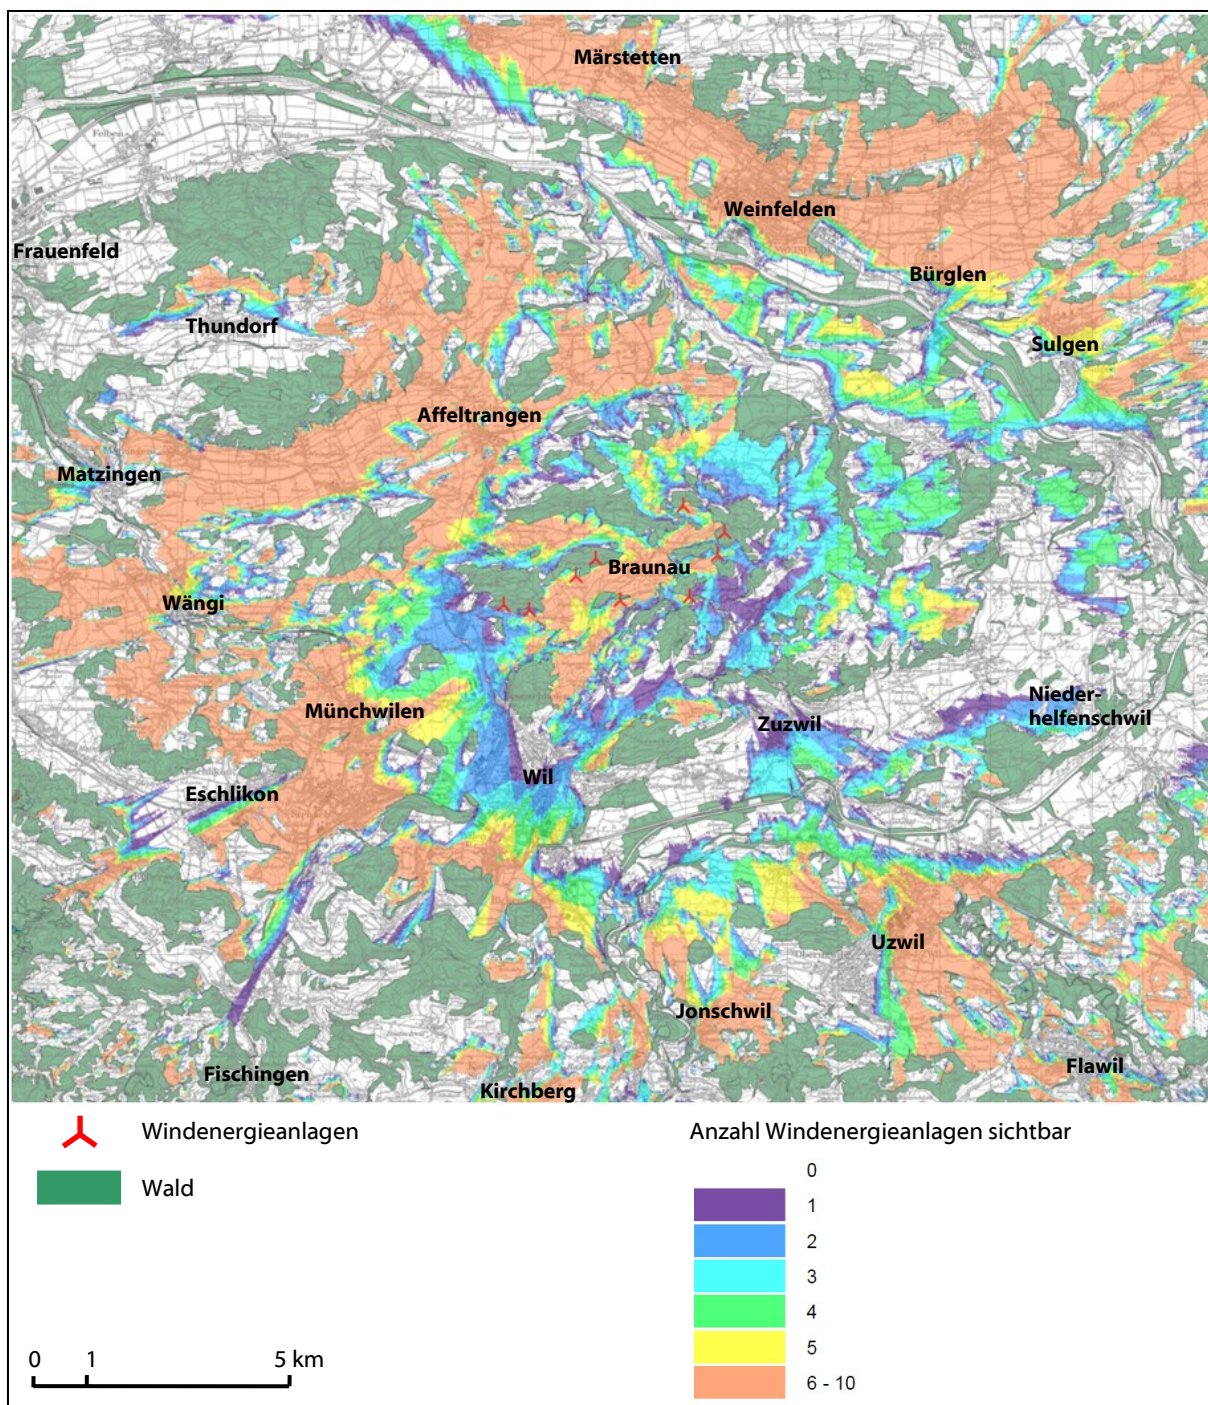 Märstetten
Weinfelden
Frauenfeld
Bürglen
Thundorf
Sulgen
Affeltrangen
Matzingen
Braunau
Wängi
Nieder-
helfenschwil
Münchwilen
Zuzwil
Wil
Eschlikon
Uzwil
Jonschwil
Flawil
Fischingen
Kirchberg
Windenergieanlagen
Wald
0 1 5 km
Anzahl Windenergieanlagen sichtbar
0
1
2
3
4
5
6 - 10